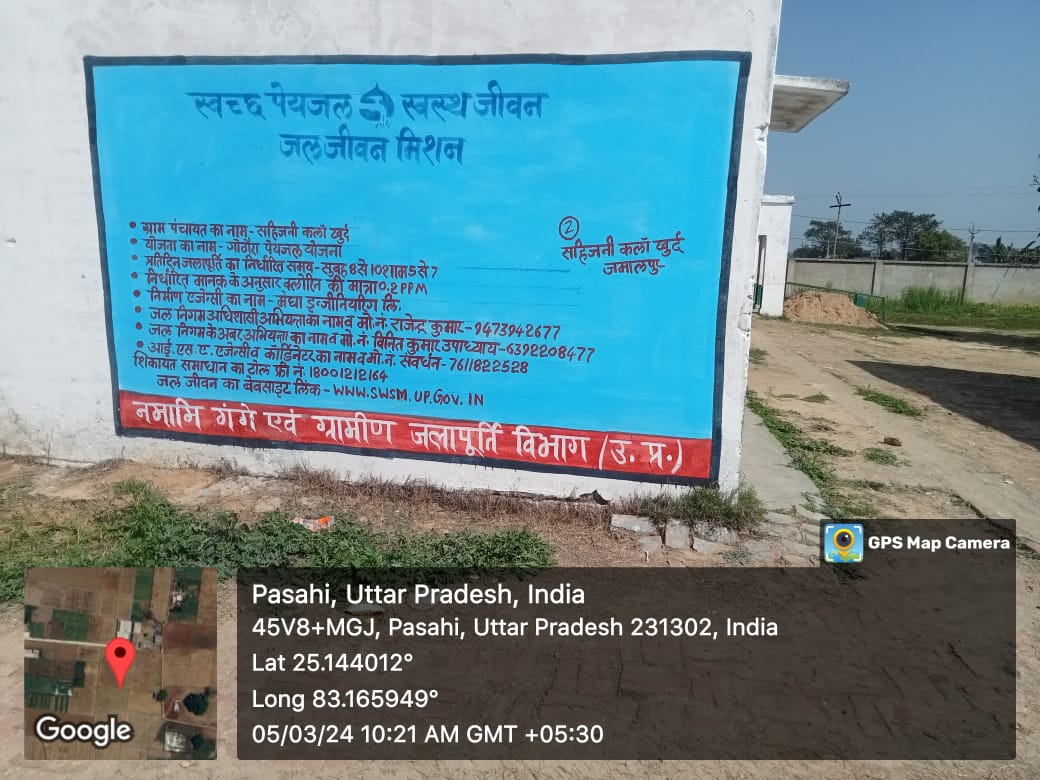 स्वच्छ पेयजल स्वस्थ जीवन
जल जीवन मिशन
• ग्राम पंचायत का नाम - सहिजनी कलाँ खुर्द
• योजना का नाम - गोठौरा पेयजल योजना
• प्रतिदिन जलापूर्ति का निर्धारित समय - सुबह 8 से 10 शाम 5 से 7
• निर्धारित मानक के अनुसार क्लोरिन की मात्रा 0.2 PPM
• निर्माण एजेन्सी का नाम - मेघा इन्जीनियरिंग लि.
• जल निगम अधिशासी अभियन्ता का नाम व मो.नं. राजेन्द्र कुमार - 9473942677
• जल निगम के अवर अभियन्ता का नाम व मो.नं. विनित कुमार उपाध्याय - 6392208477
• आई.एस.ए. एजेन्सी व कार्डिनेटर का नाम व मो.नं. संवर्धन - 7611822528
शिकायत समाधान का टोल फ्री नं. 18001212164
जल जीवन का बेवसाइट लिंक - WWW.SWSM.UP.GOV.IN
②
सहिजनी कलाँ खुर्द
जमालपु-
नमामि गंगे एवं ग्रामीण जलापूर्ति विभाग (उ. प्र.)
GPS Map Camera
Pasahi, Uttar Pradesh, India
45V8+MGJ, Pasahi, Uttar Pradesh 231302, India
Lat 25.144012°
Long 83.165949°
05/03/24 10:21 AM GMT +05:30
Google